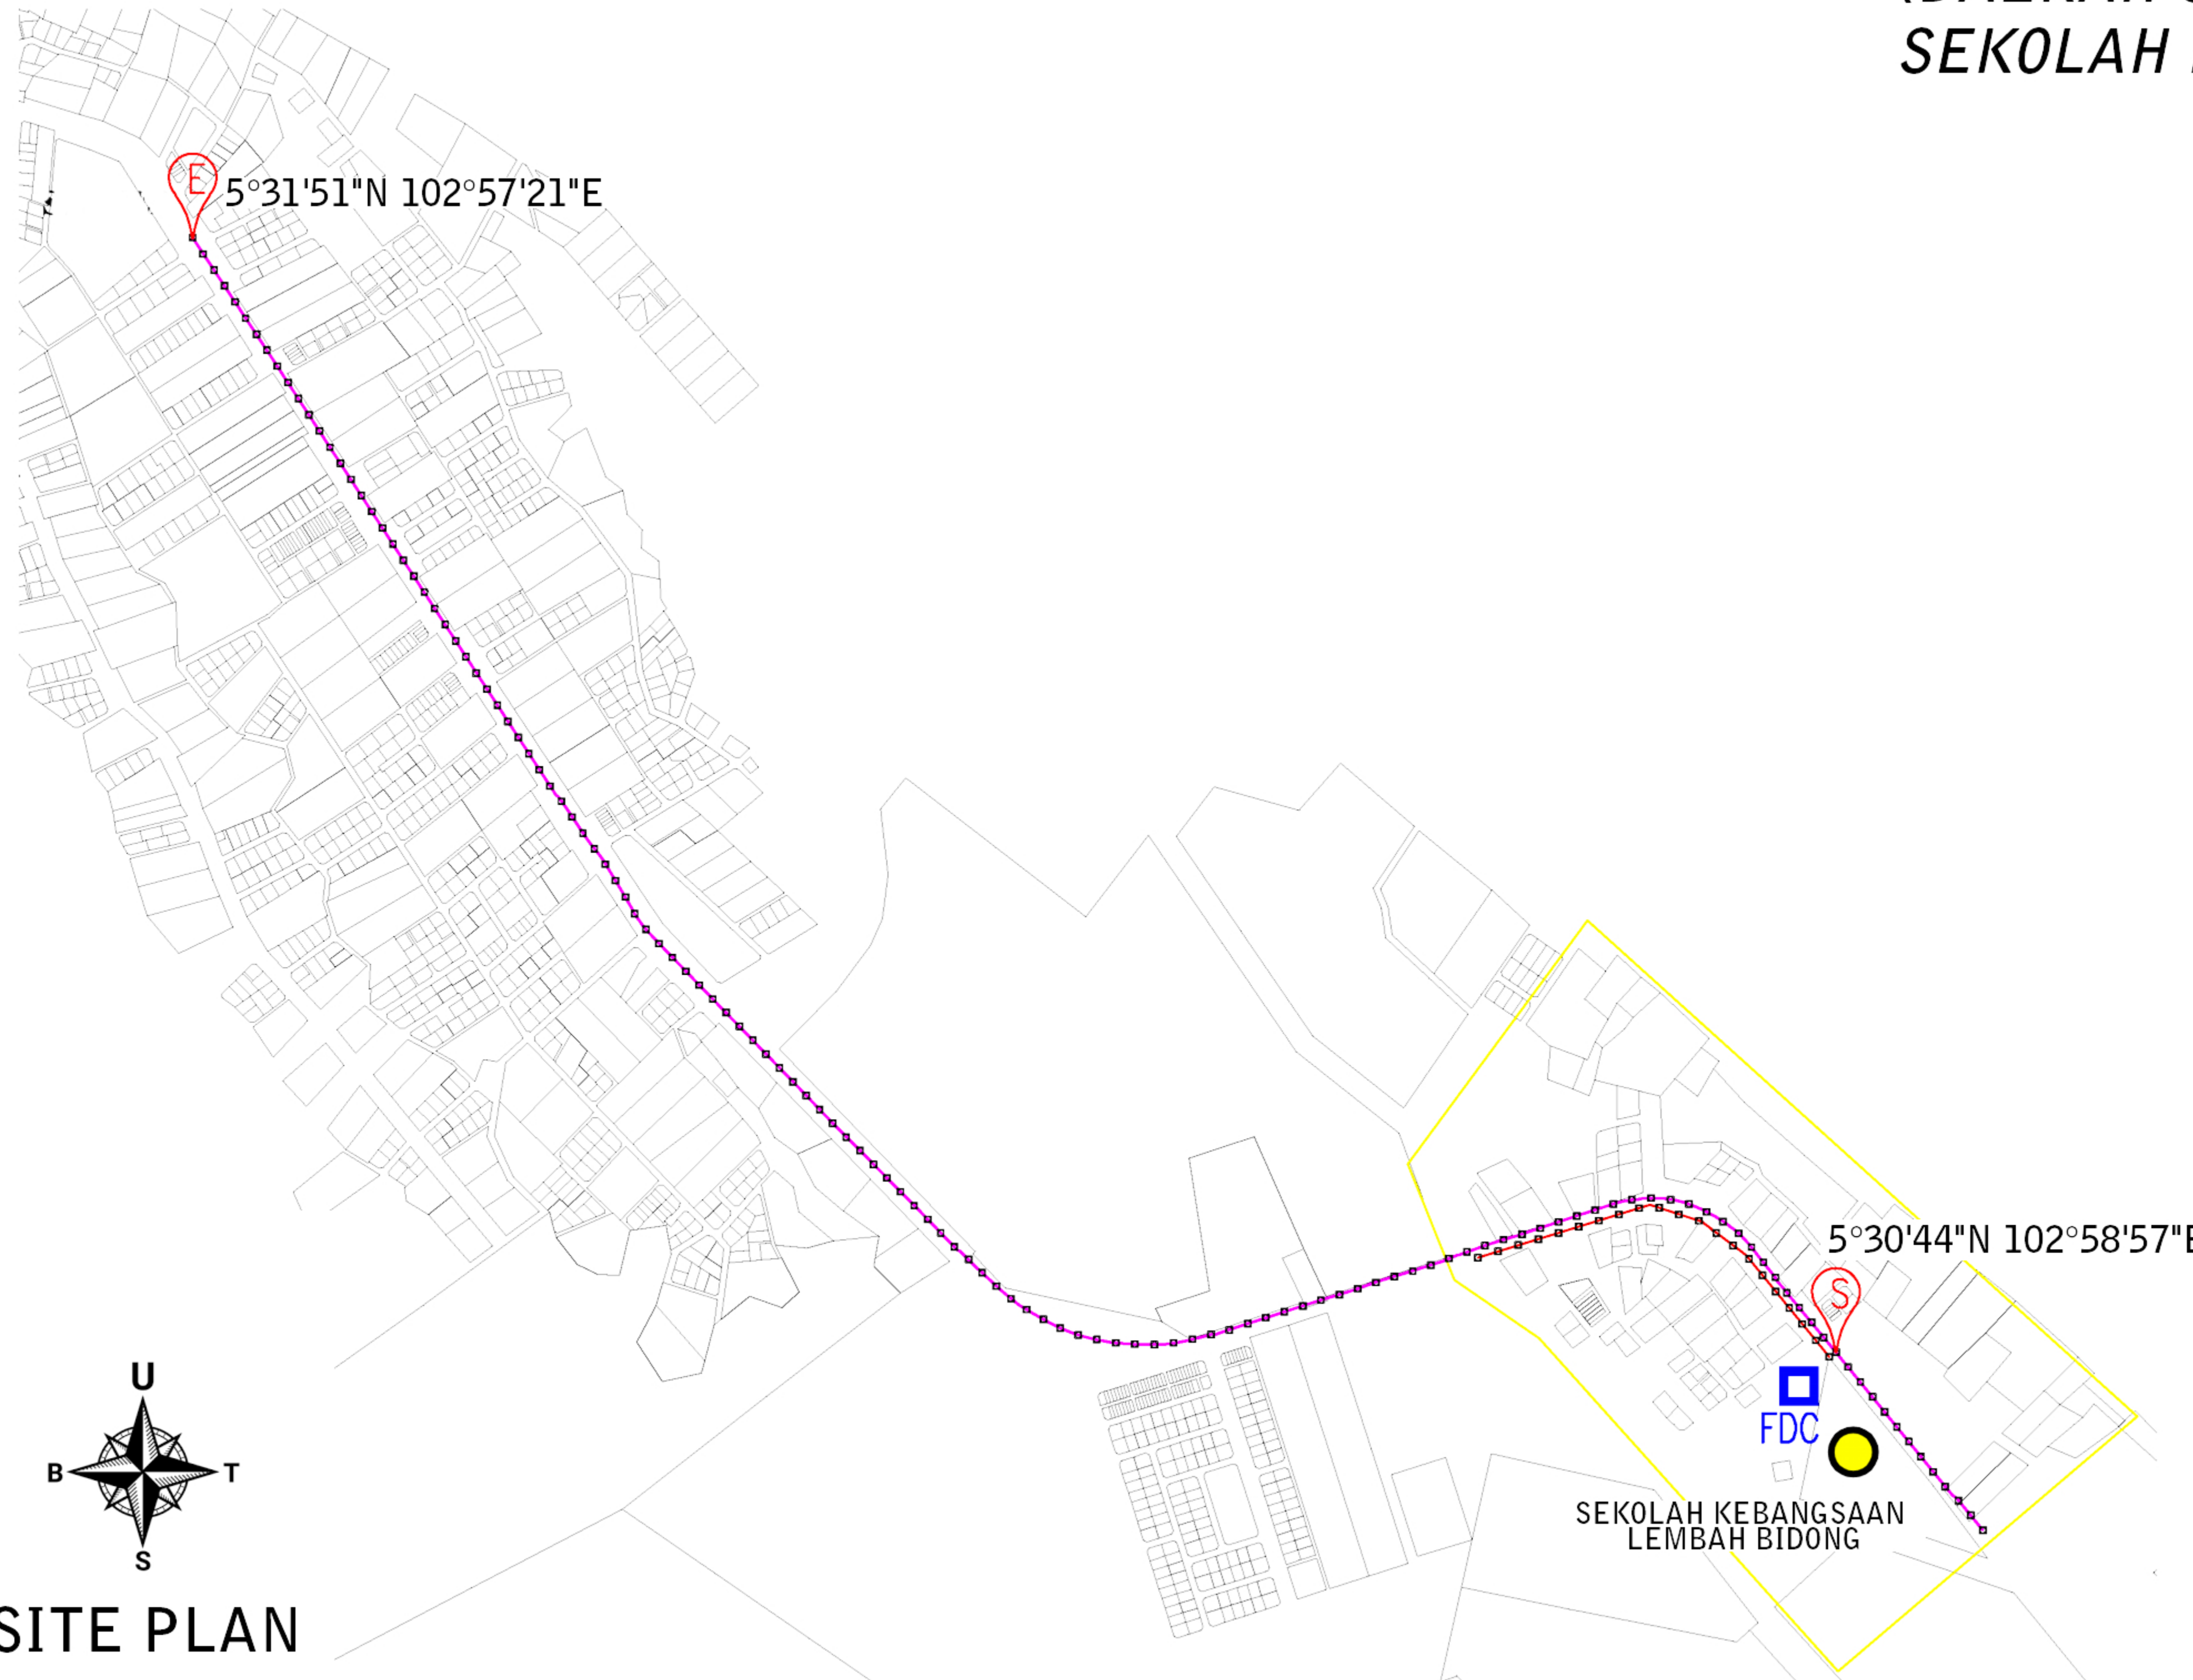 SEKOLAH
E
5°31'51"N 102°57'21"E
5°30'44"N 102°58'57"E
S
FDC
SEKOLAH KEBANGSAAN
LEMBAH BIDONG
U
B
T
S
SITE PLAN